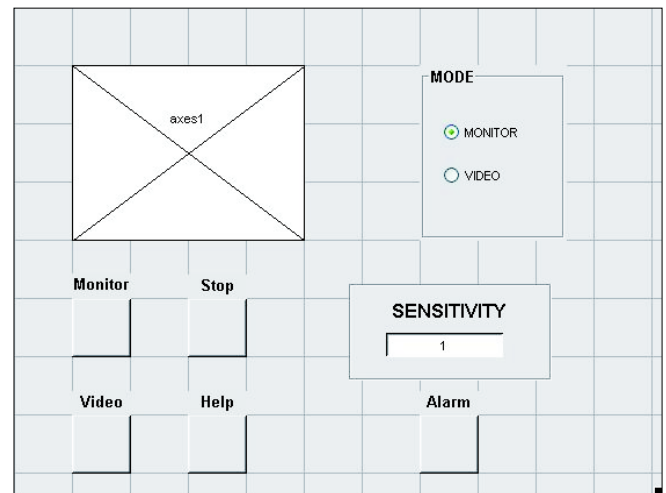 MODE
axes1
MONITOR
VIDEO
Monitor Stop
SENSITIVITY
1
Video Help Alarm